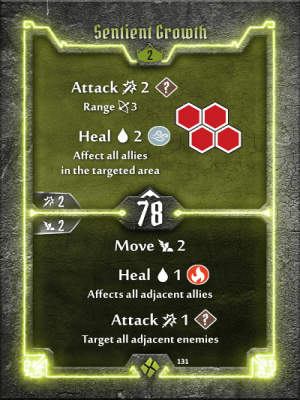 Sentient Growth
2
Attack 2 ?
Range 3
Heal 2
Affect all allies
in the targeted area
2
78
2
Move 2
Heal 1
Affects all adjacent allies
Attack 1 ?
Target all adjacent enemies
131